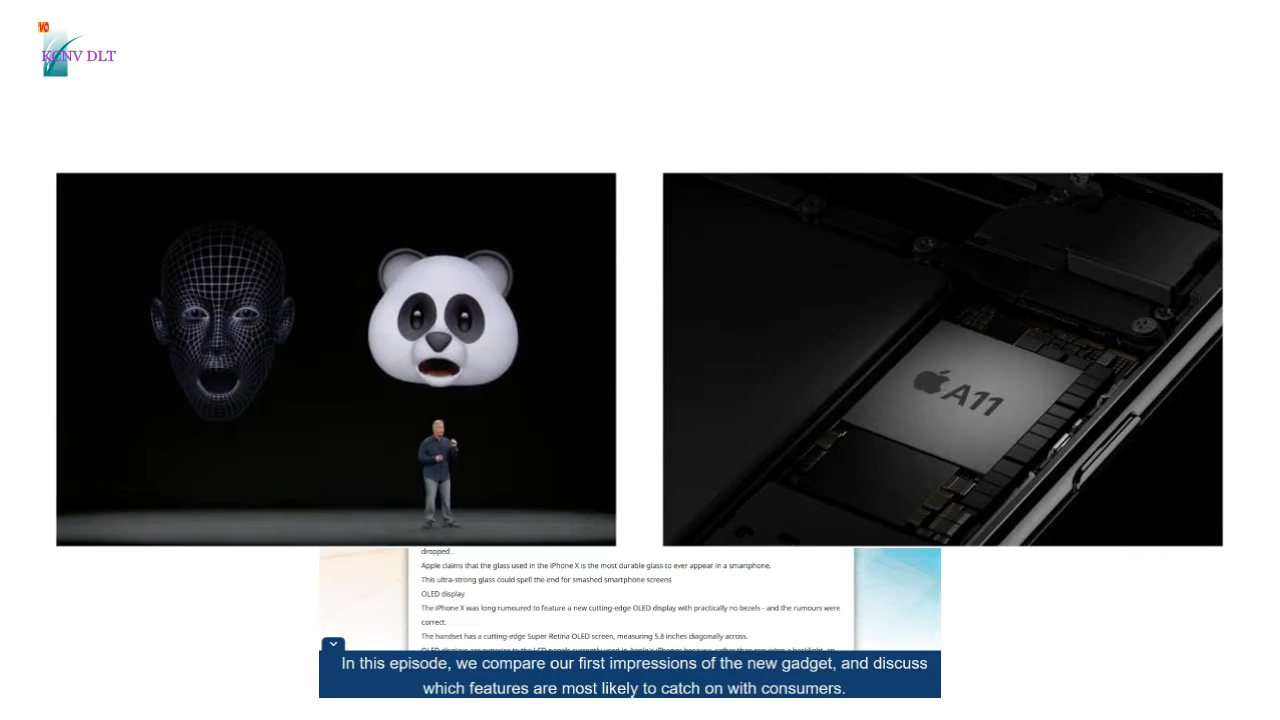 VO
KCNV DLT
A11
dropped .
Apple claims that the glass used in the iPhone X is the most durable glass to ever appear in a smartphone.
This ultra-strong glass could spell the end for smashed smartphone screens
OLED display
The iPhone X was long rumoured to feature a new cutting-edge OLED display with practically no bezels - and the rumours were
correct.
The handset has a cutting-edge Super Retina OLED screen, measuring 5.8 inches diagonally across.
In this episode, we compare our first impressions of the new gadget, and discuss
which features are most likely to catch on with consumers.